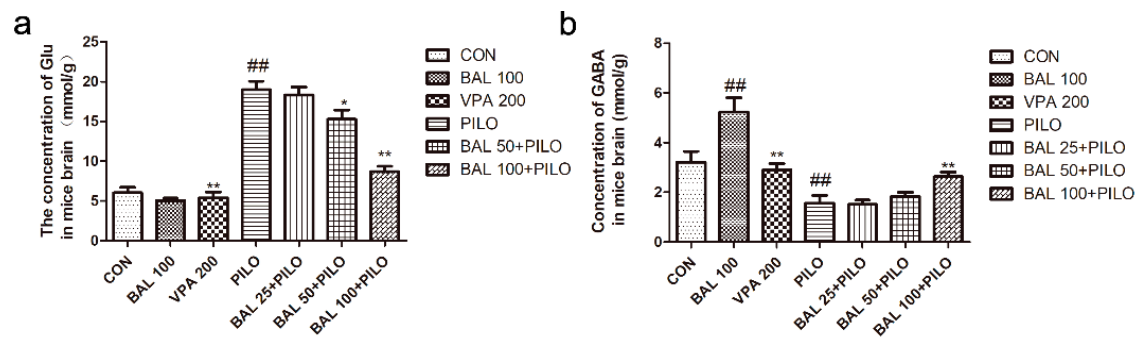 a
The concentration of Glu
in mice brain （mmol/g）
25
20
15
10
5
0
##
*
**
**
CON
BAL 100
VPA 200
PILO
BAL 25+PILO
BAL 50+PILO
BAL 100+PILO
CON
BAL 100
VPA 200
PILO
BAL 50+PILO
BAL 100+PILO
b
Concentration of GABA
in mice brain (mmol/g)
8
6
4
2
0
##
**
##
**
CON
BAL 100
VPA 200
PILO
BAL 25+PILO
BAL 50+PILO
BAL 100+PILO
CON
BAL 100
VPA 200
PILO
BAL 25+PILO
BAL 50+PILO
BAL 100+PILO